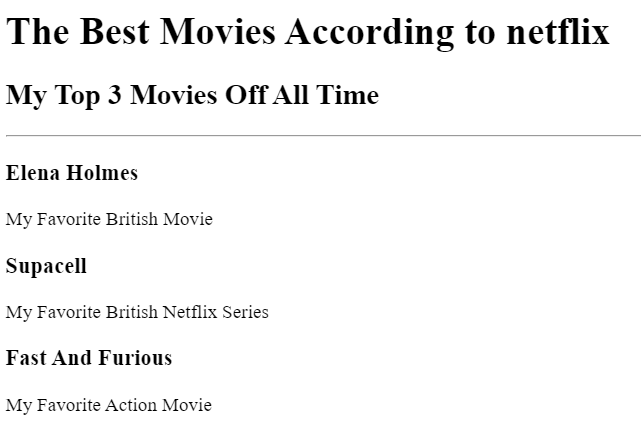 The Best Movies According to netflix
My Top 3 Movies Off All Time
Elena Holmes
My Favorite British Movie
Supacell
My Favorite British Netflix Series
Fast And Furious
My Favorite Action Movie